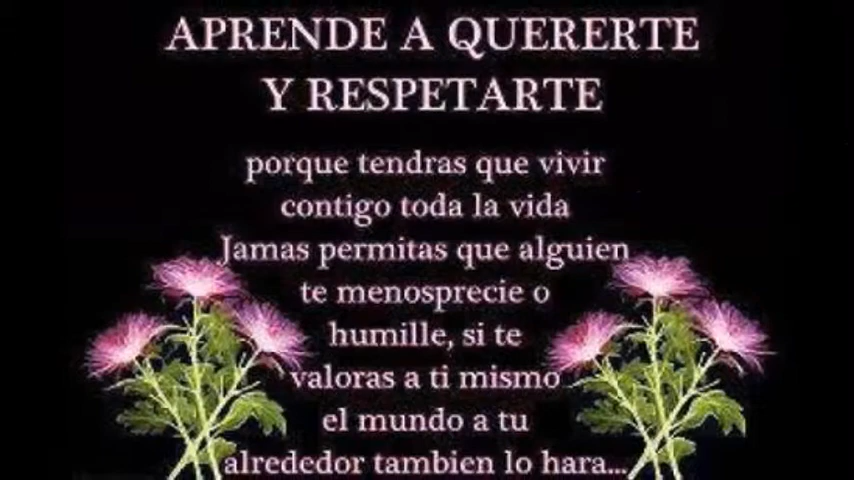 APRENDE A QUERERTE
Y RESPETARTE
porque tendras que vivir
contigo toda la vida
Jamas permitas que alguien
te menosprecie o
humille, si te
valoras a ti mismo
el mundo a tu
alrededor tambien lo hara...